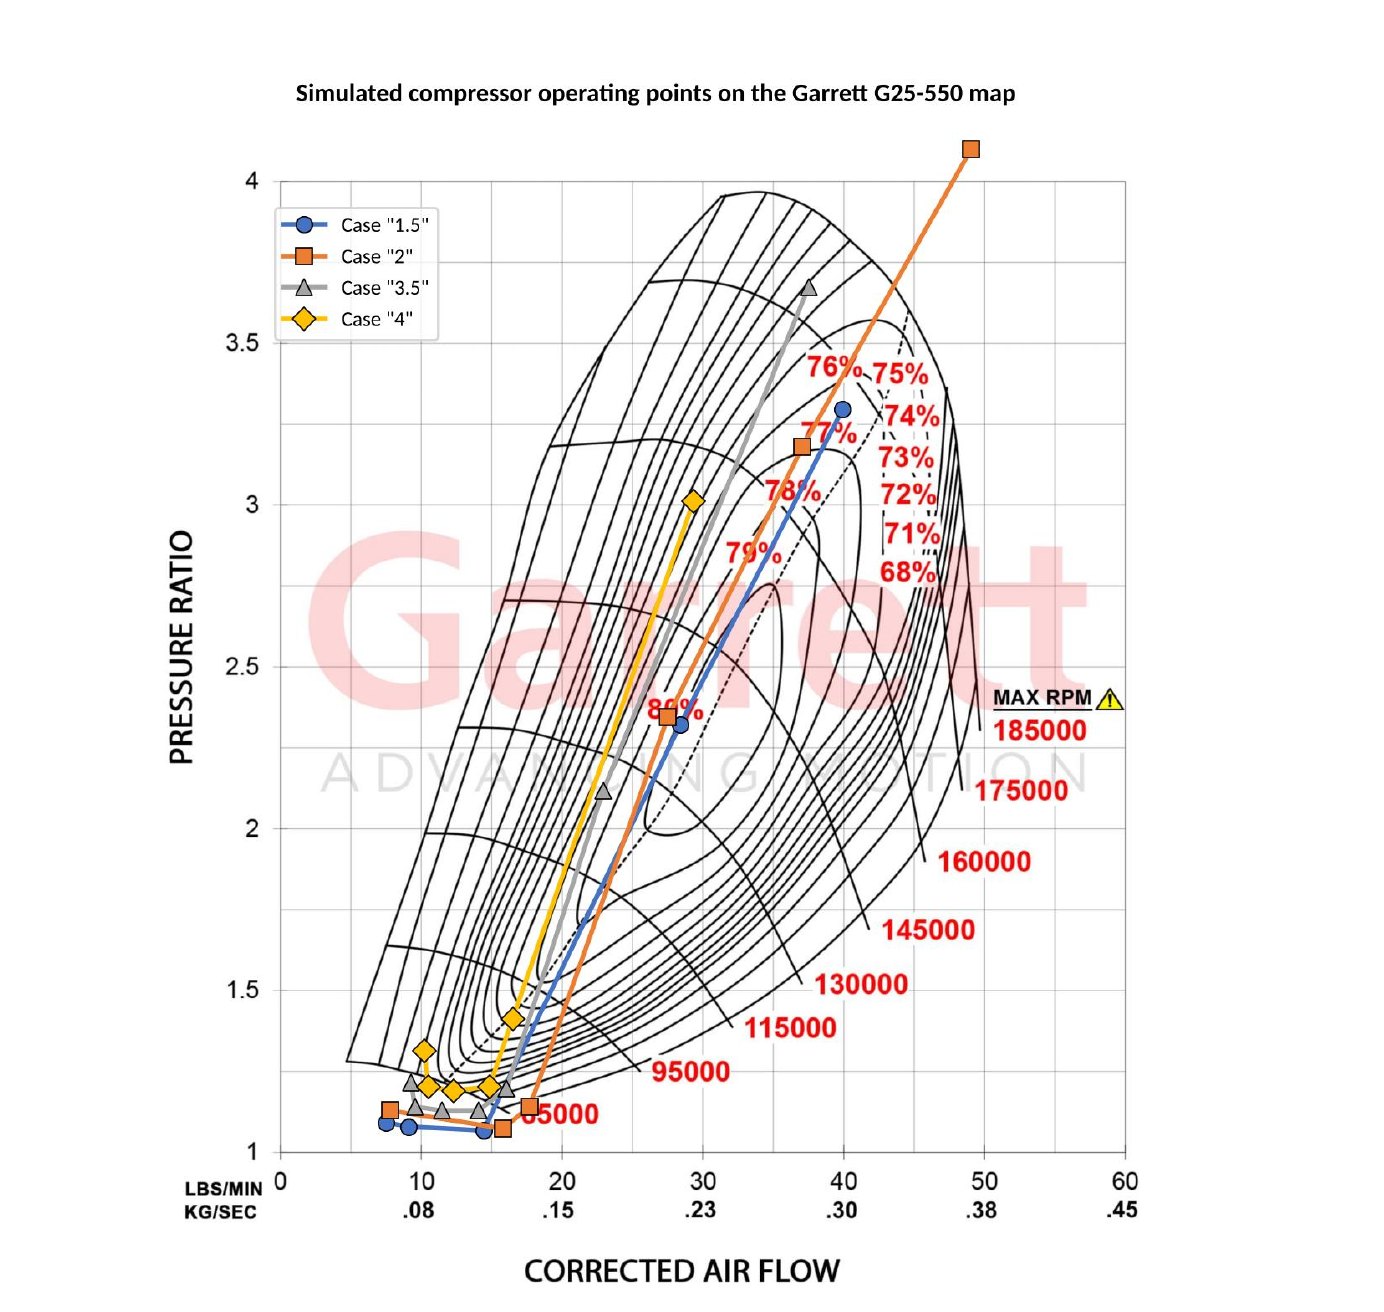 Simulated compressor operating points on the Garrett G25-550 map
4
Case "1.5"
Case "2"
Case "3.5"
Case "4"
3.5
76% 75%
74%
77%
73%
78% 72%
3
71%
79%
68%
Garrett
2.5
80%
MAX RPM
185000
ADVANCING MOTION
175000
2
160000
145000
130000
1.5
115000
95000
65000
1
PRESSURE RATIO
LBS/MIN 0 10 20 30 40 50 60
KG/SEC .08 .15 .23 .30 .38 .45
CORRECTED AIR FLOW